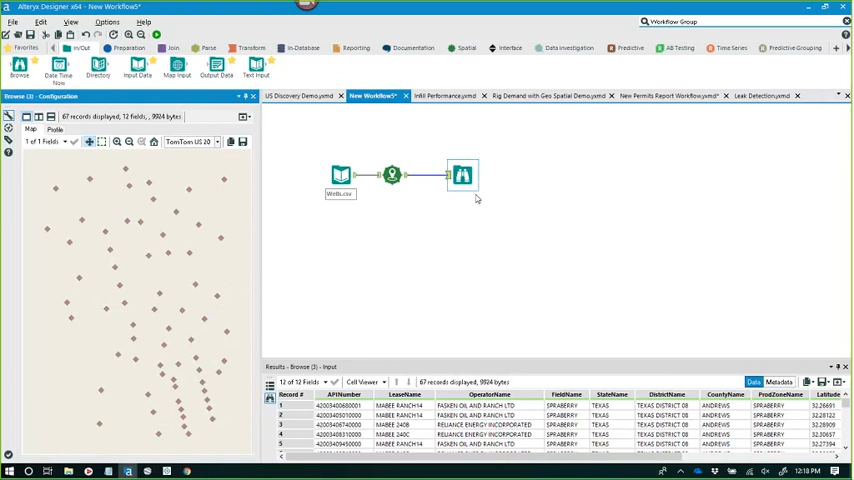 Alteryx Designer x64 - New Workflow5*
File Edit View Options Help
Workflow Group
Favorites In/Out Preparation Join Parse Transform In-Database Reporting Documentation Spatial Interface Data Investigation Predictive AB Testing Time Series Predictive Grouping
Browse Date Time Now Directory Input Data Map Input Output Data Text Input
Browse (3) - Configuration
US Discovery Demo.yxmd New Workflow5* Infill Performance.yxmd Rig Demand with Geo Spatial Demo.yxmd New Permits Report Workflow.yxmd* Leak Detection.yxmd
67 records displayed, 12 fields, , 9924 bytes
Map Profile
1 of 1 Fields TomTom US 20
Wells.csv
Results - Browse (3) - Input
12 of 12 Fields Cell Viewer 67 records displayed, 9924 bytes Data Metadata
Record # APINumber LeaseName OperatorName FieldName StateName DistrictName CountyName ProdZoneName Latitude
1 42003400680001 MABEE RANCH14 FASKEN OIL AND RANCH LTD SPRABERRY TEXAS TEXAS DISTRICT 08 ANDREWS SPRABERRY 32.26691
2 42003405010000 MABEE RANCH14 FASKEN OIL AND RANCH LTD SPRABERRY TEXAS TEXAS DISTRICT 08 ANDREWS SPRABERRY 32.28122
3 42003406740000 MABEE 240B RELIANCE ENERGY INCORPORATED SPRABERRY TEXAS TEXAS DISTRICT 08 ANDREWS SPRABERRY 32.28909
4 42003408310000 MABEE 240C RELIANCE ENERGY INCORPORATED SPRABERRY TEXAS TEXAS DISTRICT 08 ANDREWS SPRABERRY 32.30657
5 42003409450000 MABEE RANCH14 FASKEN OIL AND RANCH LTD SPRABERRY TEXAS TEXAS DISTRICT 08 ANDREWS SPRABERRY 32.27364
12:18 PM